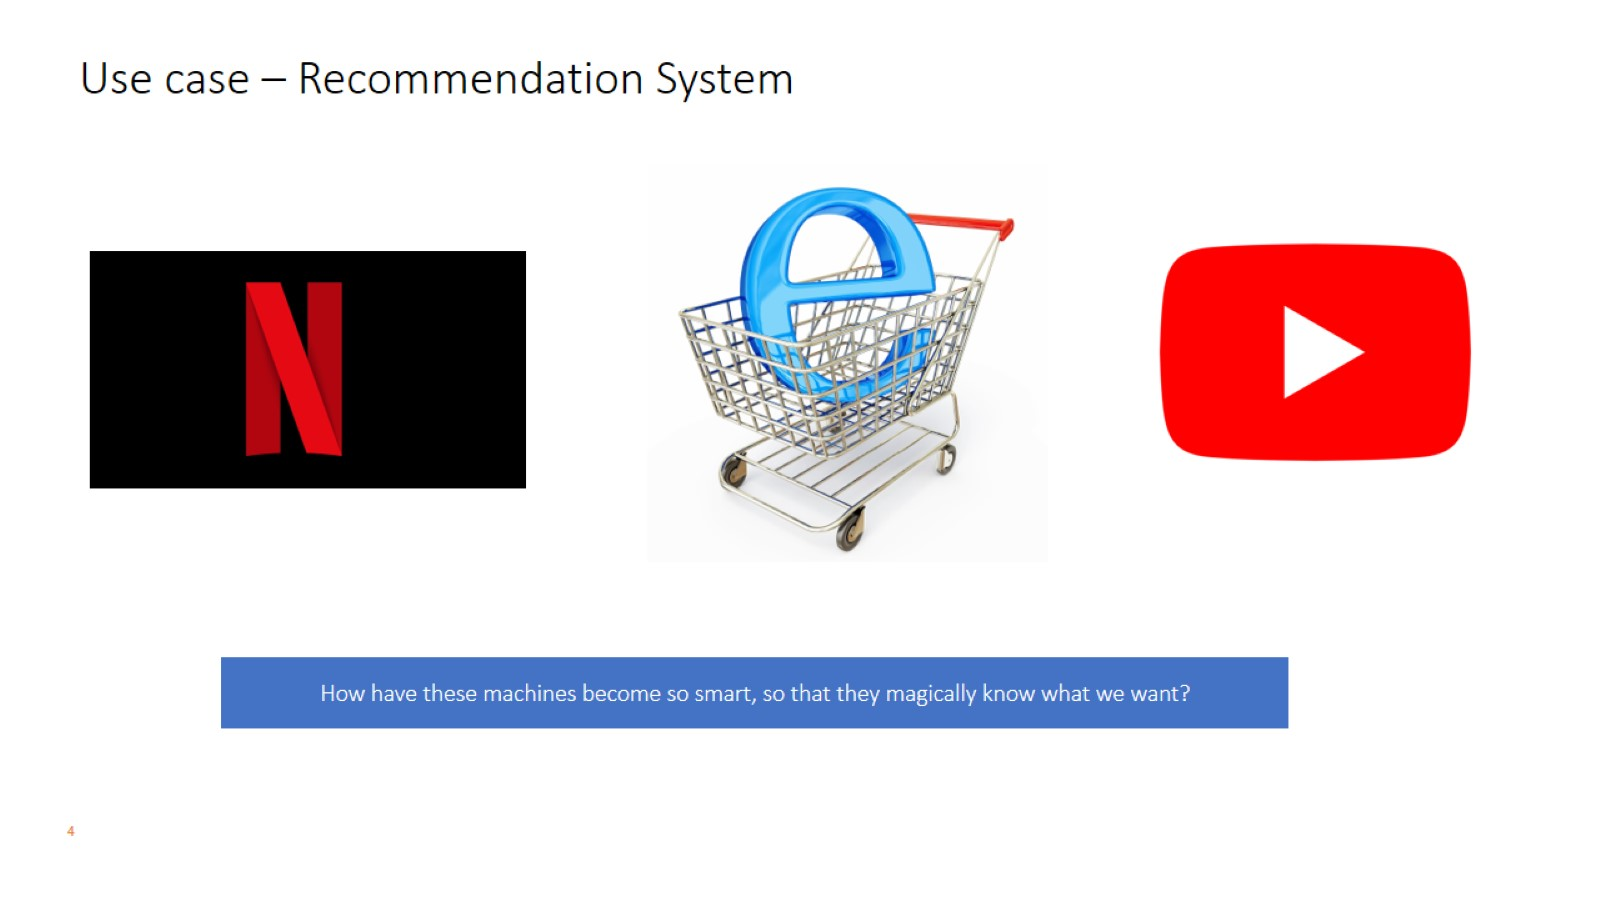 Use case – Recommendation System
N
e
How have these machines become so smart, so that they magically know what we want?
4